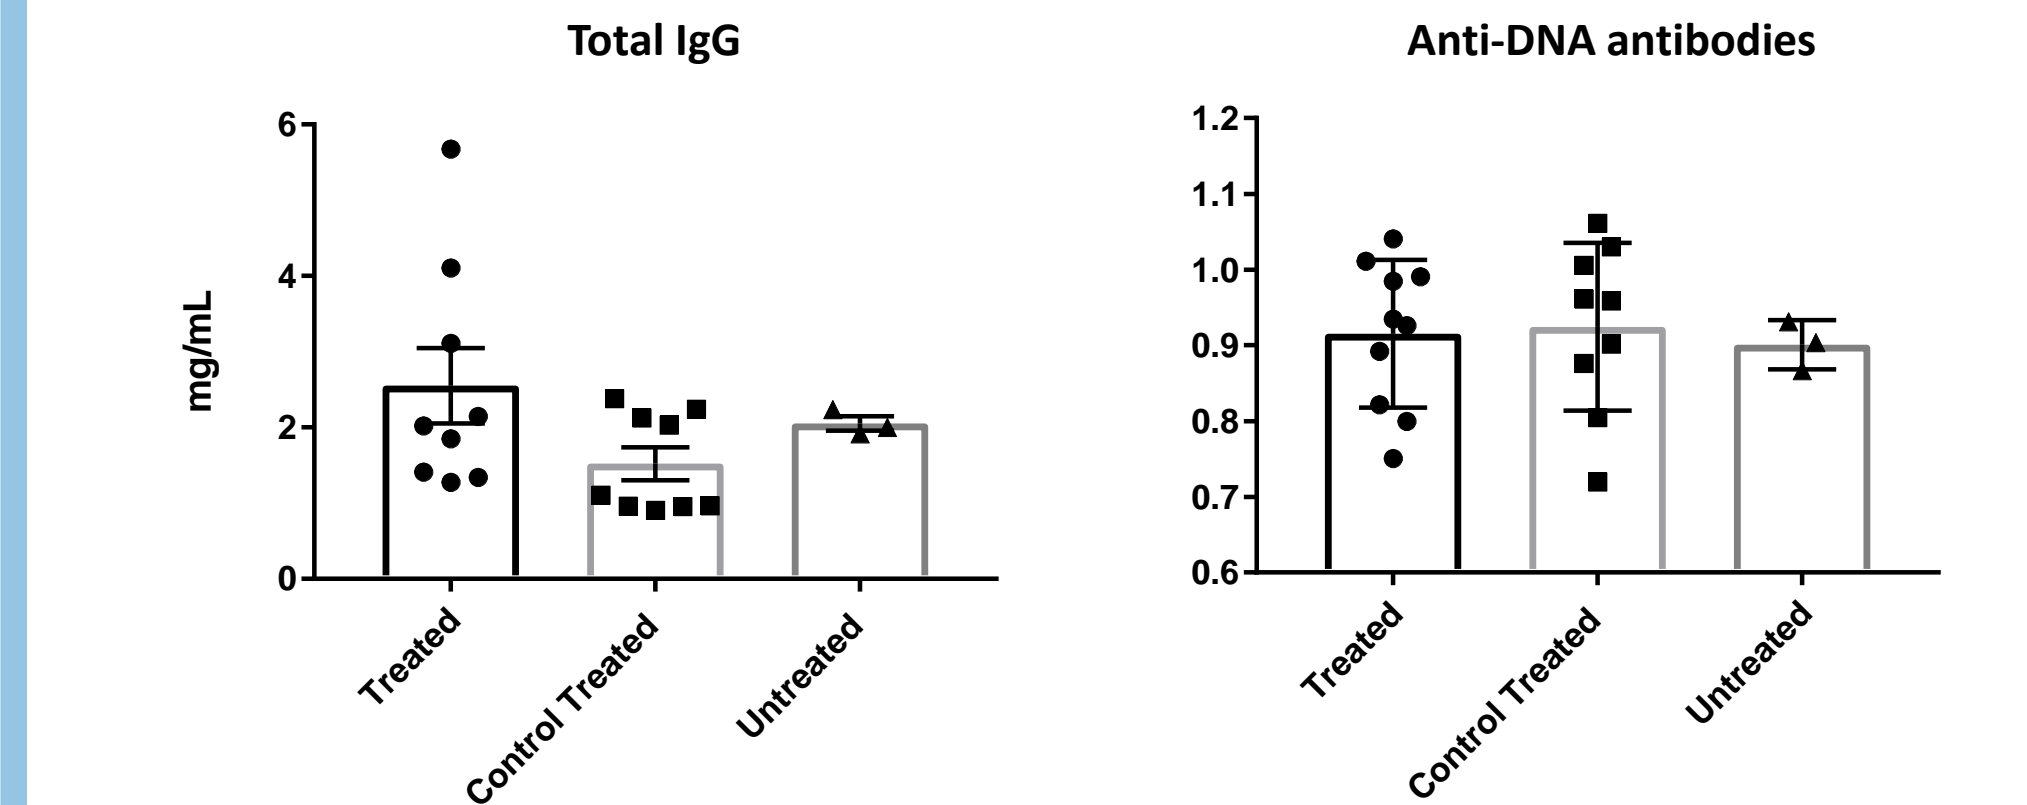 Total IgG
mg/mL
6
4
2
0
Treated
Control Treated
Untreated
Anti-DNA antibodies
1.2
1.1
1.0
0.9
0.8
0.7
0.6
Treated
Control Treated
Untreated